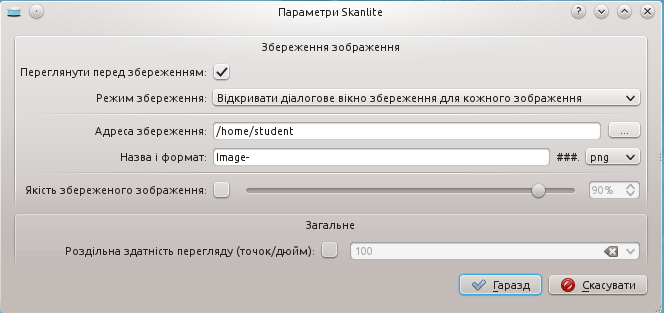 Параметри Skanlite
Збереження зображення
Переглянути перед збереженням:
Режим збереження: Відкривати діалогове вікно збереження для кожного зображення
Адреса збереження: /home/student ...
Назва і формат: Image- ###. png
Якість збереженого зображення: 90%
Загальне
Роздільна здатність перегляду (точок/дюйм): 100
Гаразд Скасувати